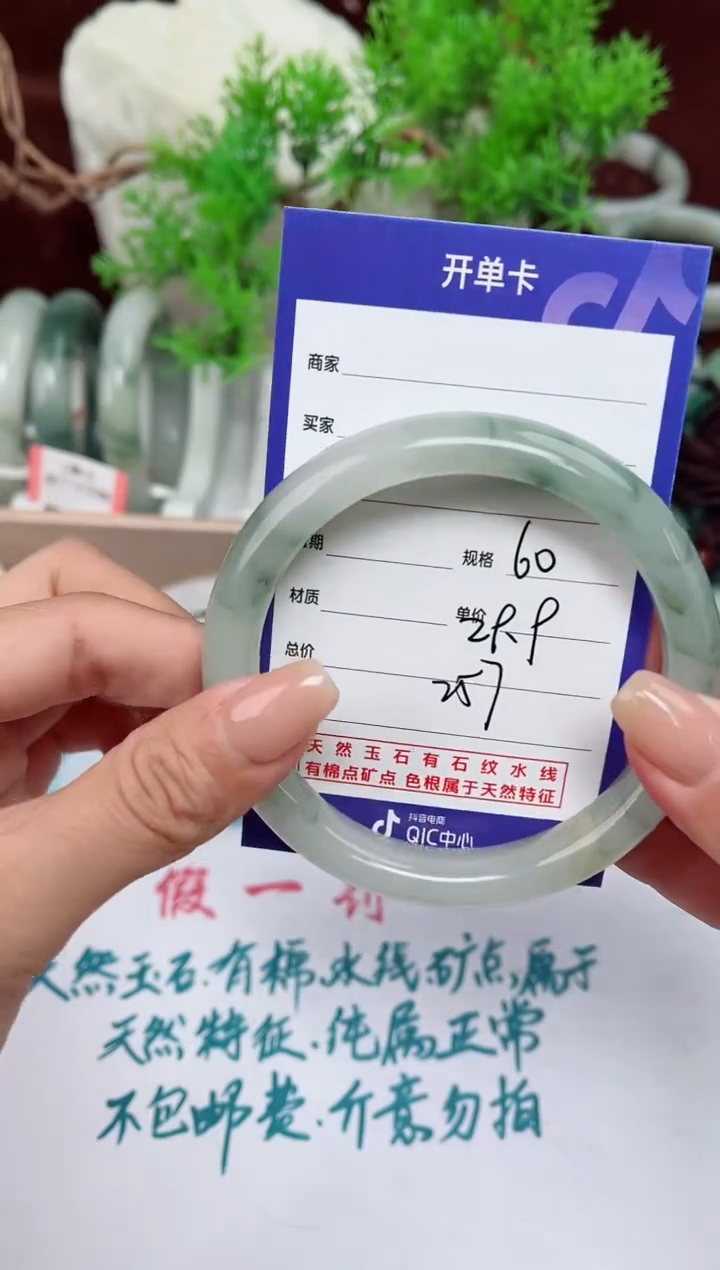 开单卡
商家
买家
期
规格 60
材质
单价
总价
257
天然玉石有石纹水线
有棉点矿点 色根属于天然特征
抖音电商
QIC中心
假一罚
天然玉石.有棉.水线.矿点,属于
天然特征.纯属正常
不包邮费.介意勿拍